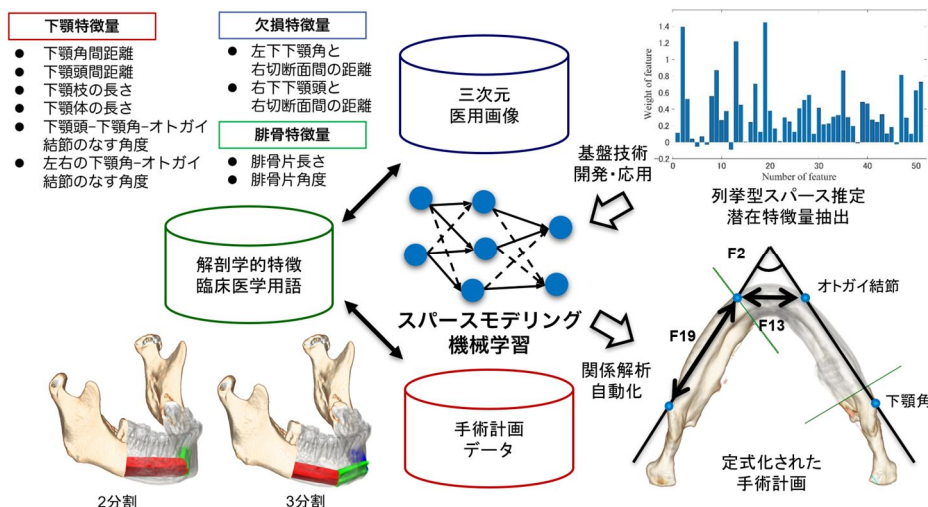 下顎特徴量
● 下顎角間距離
● 下顎頭間距離
● 下顎枝の長さ
● 下顎体の長さ
● 下顎頭–下顎角–オトガイ
結節のなす角度
● 左右の下顎角–オトガイ
結節のなす角度
欠損特徴量
● 左下下顎角と
右切断面間の距離
● 右下下顎頭と
右切断面間の距離
腓骨特徴量
● 腓骨片長さ
● 腓骨片角度
三次元
医用画像
1.4
1.2
1
0.8
0.6
0.4
0.2
0
−0.2
Weight of feature
0
10
20
30
40
50
Number of feature
列挙型スパース推定
潜在特徴量抽出
基盤技術
開発・応用
解剖学的特徴
臨床医学用語
スパースモデリング
機械学習
関係解析
自動化
手術計画
データ
2分割
3分割
F2
オトガイ結節
F13
F19
下顎角
定式化された
手術計画